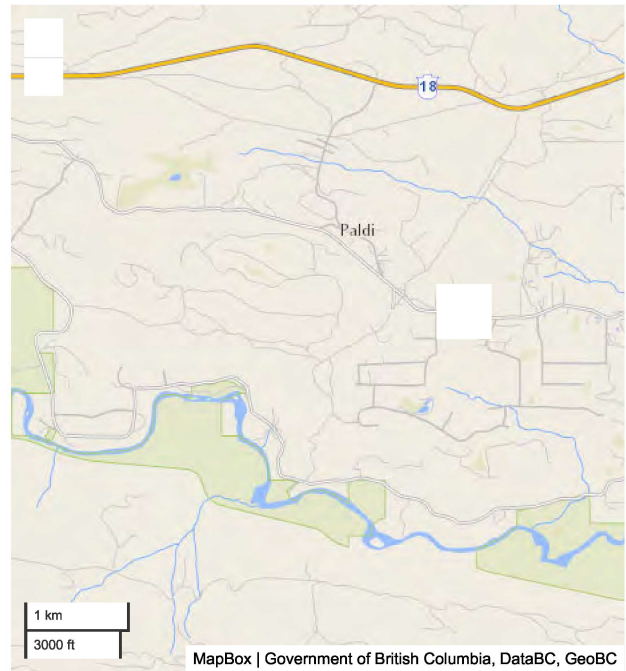 18
Paldi
1 km
3000 ft
MapBox | Government of British Columbia, DataBC, GeoBC